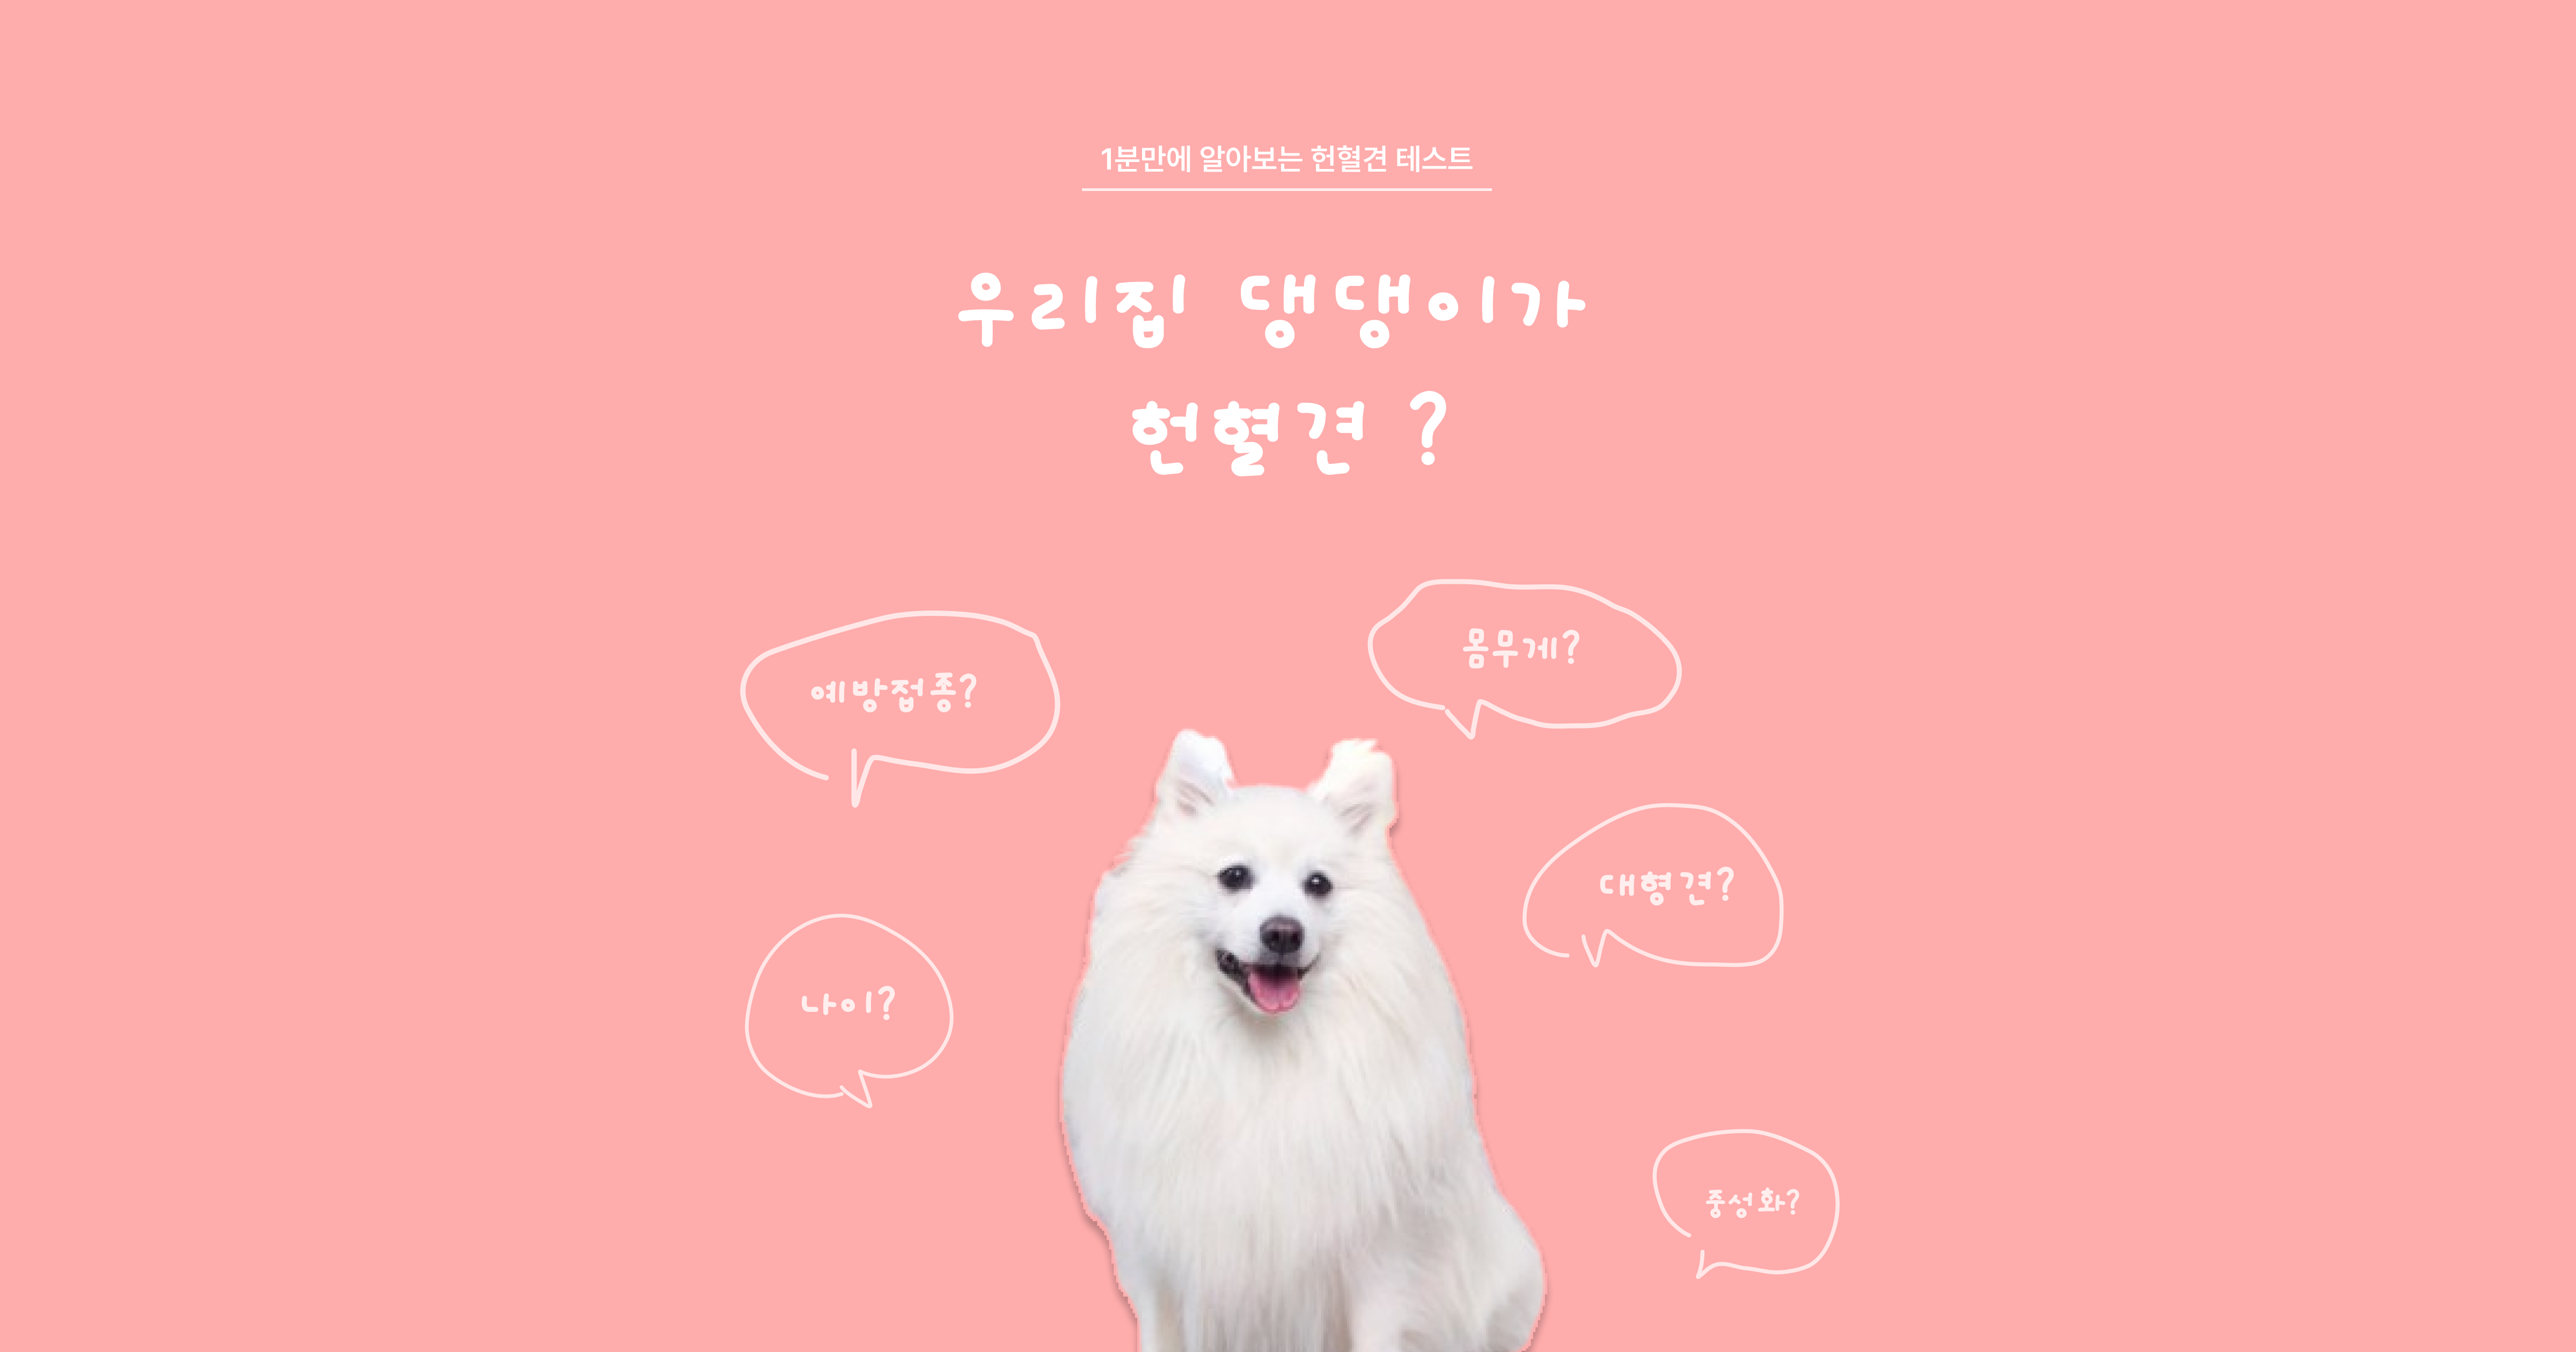 1분만에 알아보는 헌혈견 테스트
우리집 댕댕이가
헌혈견 ?
몸무게?
예방접종?
대형견?
나이?
중성화?